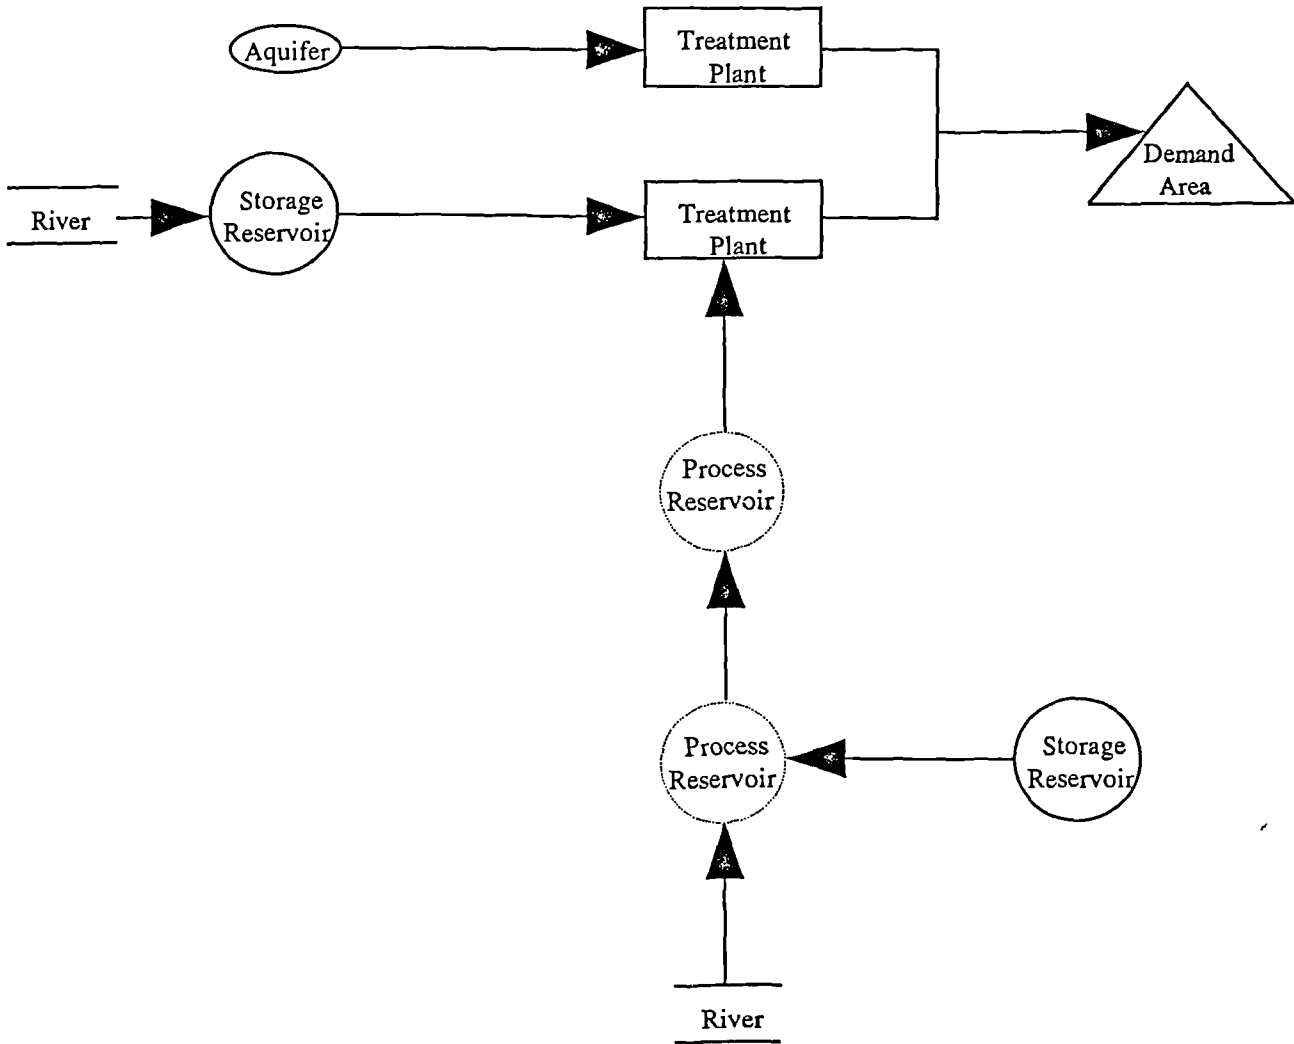 Aquifer
Treatment
Plant
Demand
Area
River
Storage
Reservoir
Treatment
Plant
Process
Reservoir
Process
Reservoir
Storage
Reservoir
River